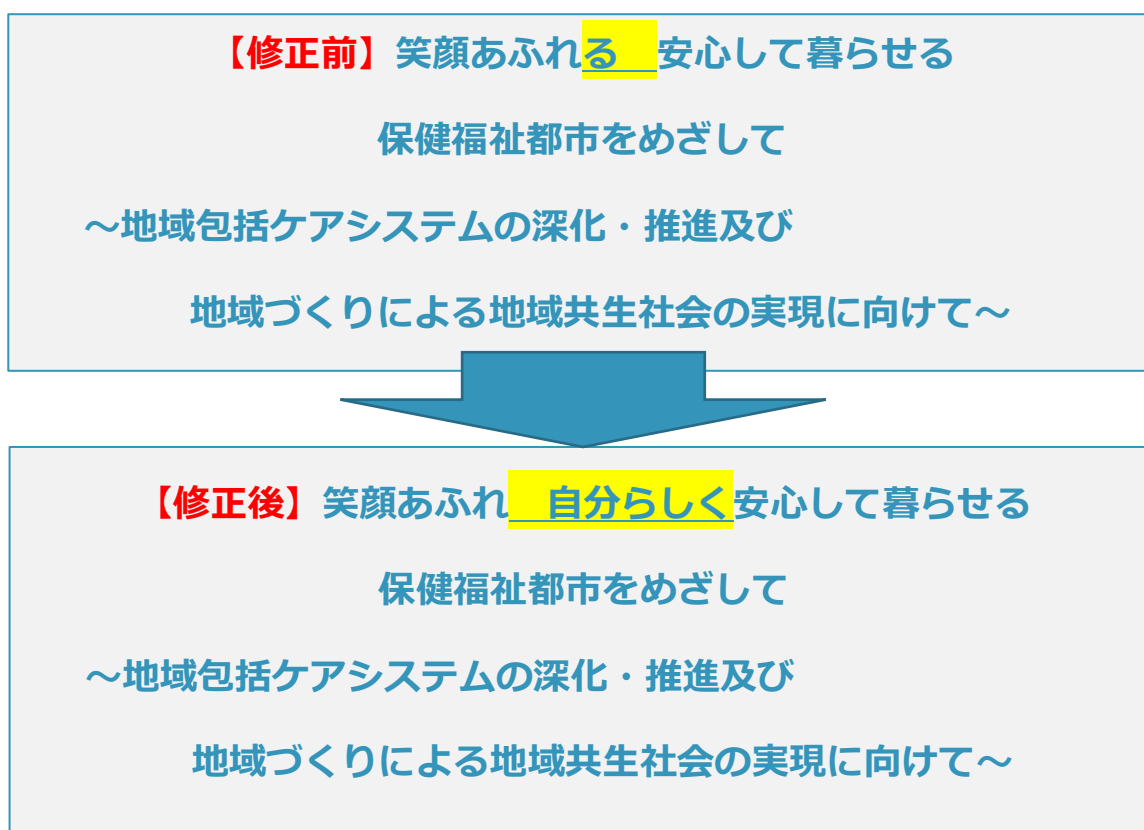 【修正前】笑顔あふれる　安心して暮らせる
保健福祉都市をめざして
～地域包括ケアシステムの深化・推進及び
地域づくりによる地域共生社会の実現に向けて～
【修正後】笑顔あふれ　自分らしく安心して暮らせる
保健福祉都市をめざして
～地域包括ケアシステムの深化・推進及び
地域づくりによる地域共生社会の実現に向けて～